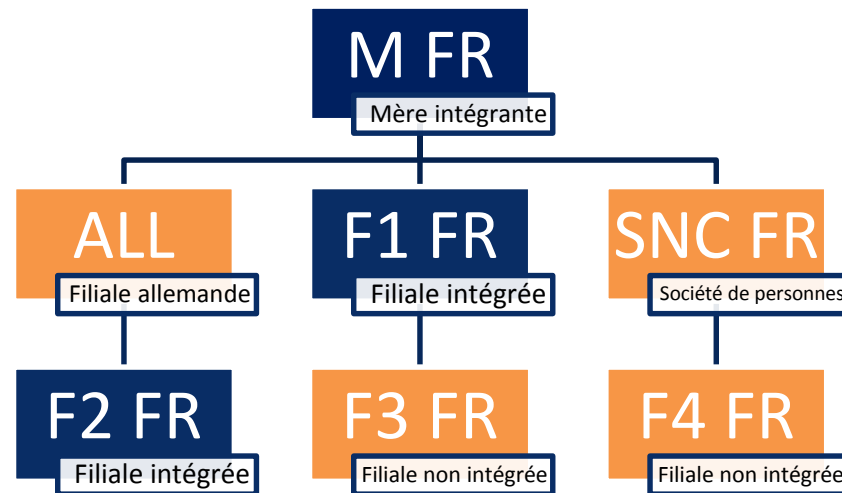 M FR
Mère intégrante
ALL
Filiale allemande
F1 FR
Filiale intégrée
SNC FR
Société de personnes
F2 FR
Filiale intégrée
F3 FR
Filiale non intégrée
F4 FR
Filiale non intégrée